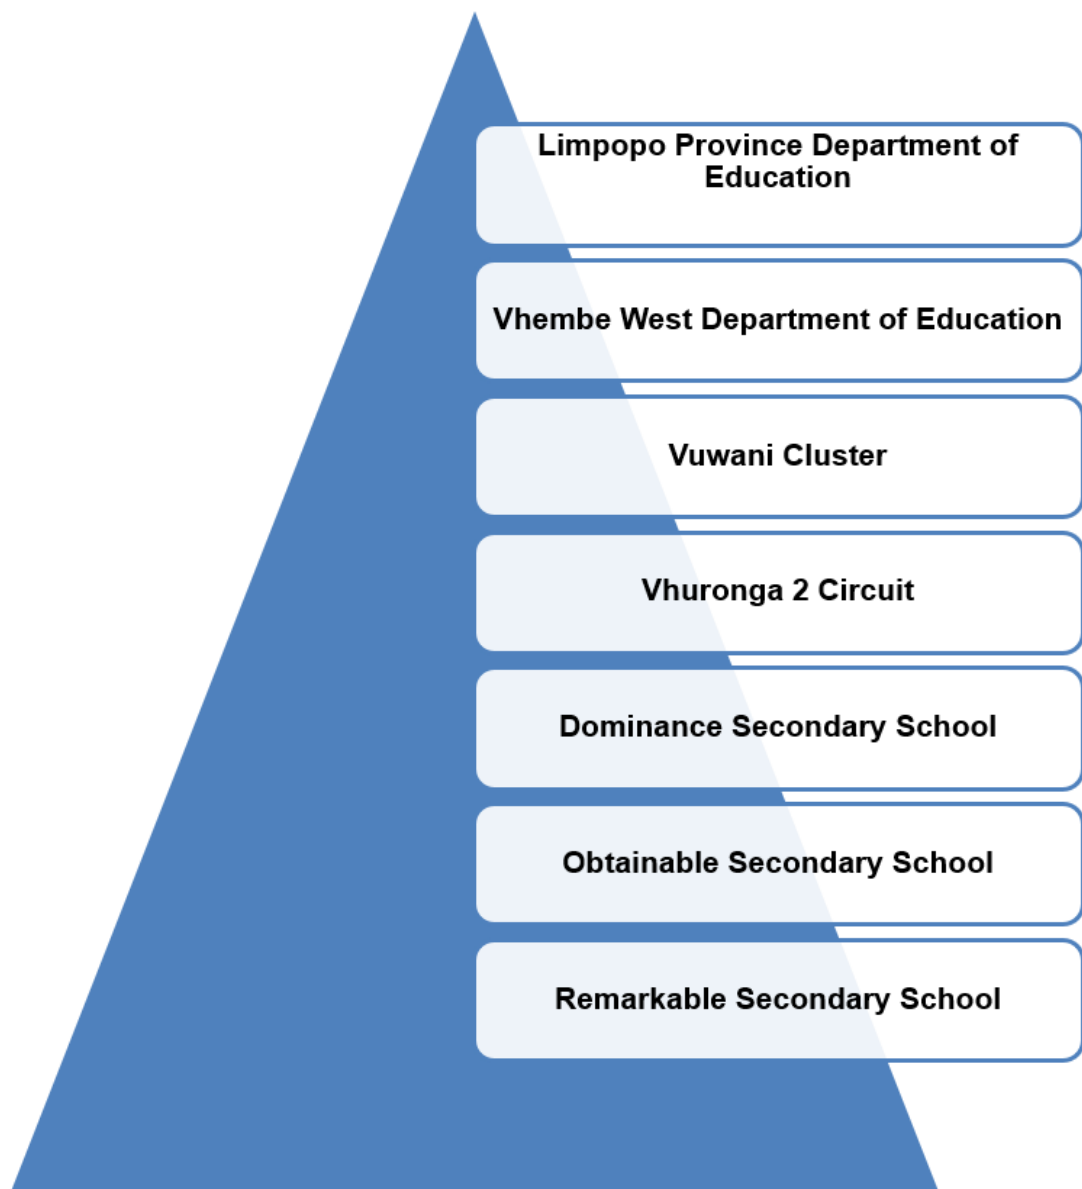 Limpopo Province Department of
Education
Vhembe West Department of Education
Vuwani Cluster
Vhuronga 2 Circuit
Dominance Secondary School
Obtainable Secondary School
Remarkable Secondary School